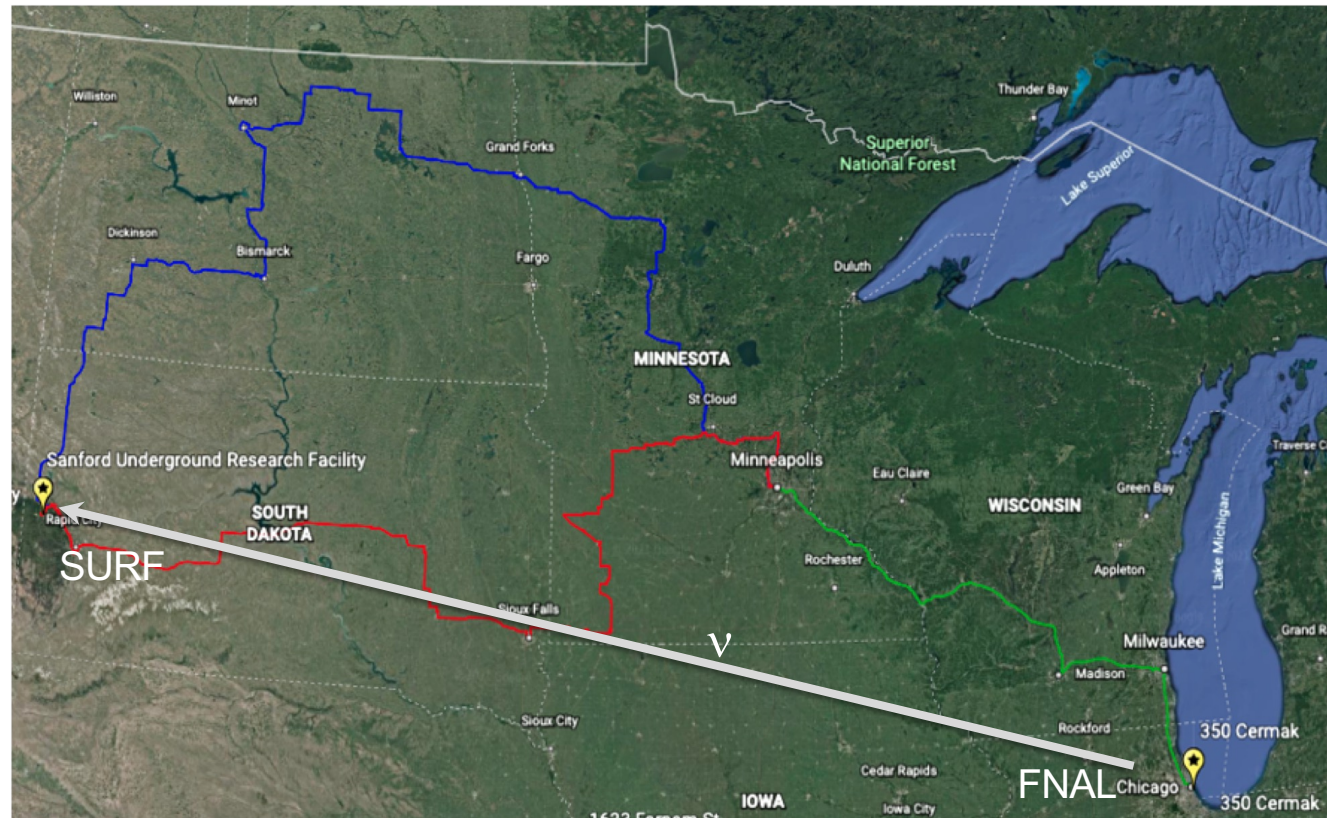 Williston
Minot
Thunder Bay
Grand Forks
Superior
National Forest
Lake Superior
Dickinson
Bismarck
Fargo
Duluth
MINNESOTA
St Cloud
Traverse C
Sanford Underground Research Facility
Minneapolis
Eau Claire
Green Bay
y
Rapid City
SOUTH
DAKOTA
WISCONSIN
Lake Michigan
SURF
Rochester
Appleton
Sioux Falls
ν
Milwaukee
Grand R
Madison
Sioux City
Rockford
350 Cermak
Cedar Rapids
FNAL
Chicago
IOWA
Iowa City
350 Cermak